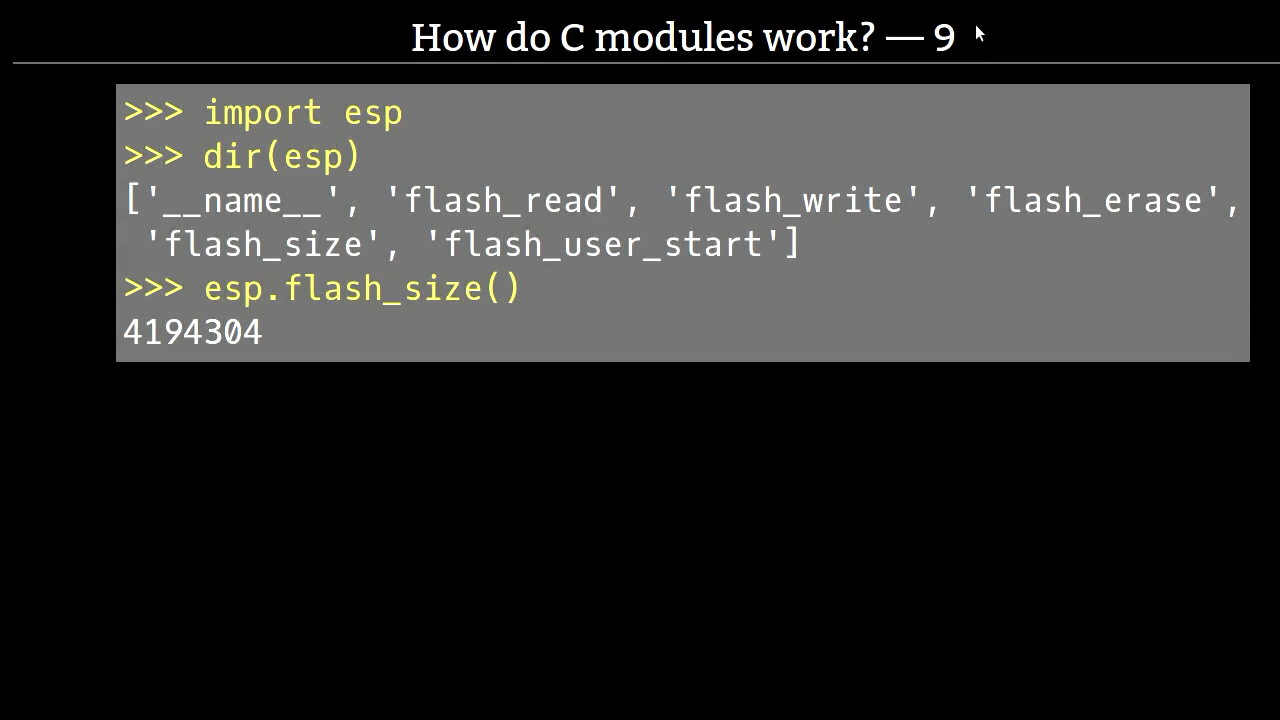 How do C modules work? — 9
>>> import esp
>>> dir(esp)
['__name__', 'flash_read', 'flash_write', 'flash_erase',
 'flash_size', 'flash_user_start']
>>> esp.flash_size()
4194304